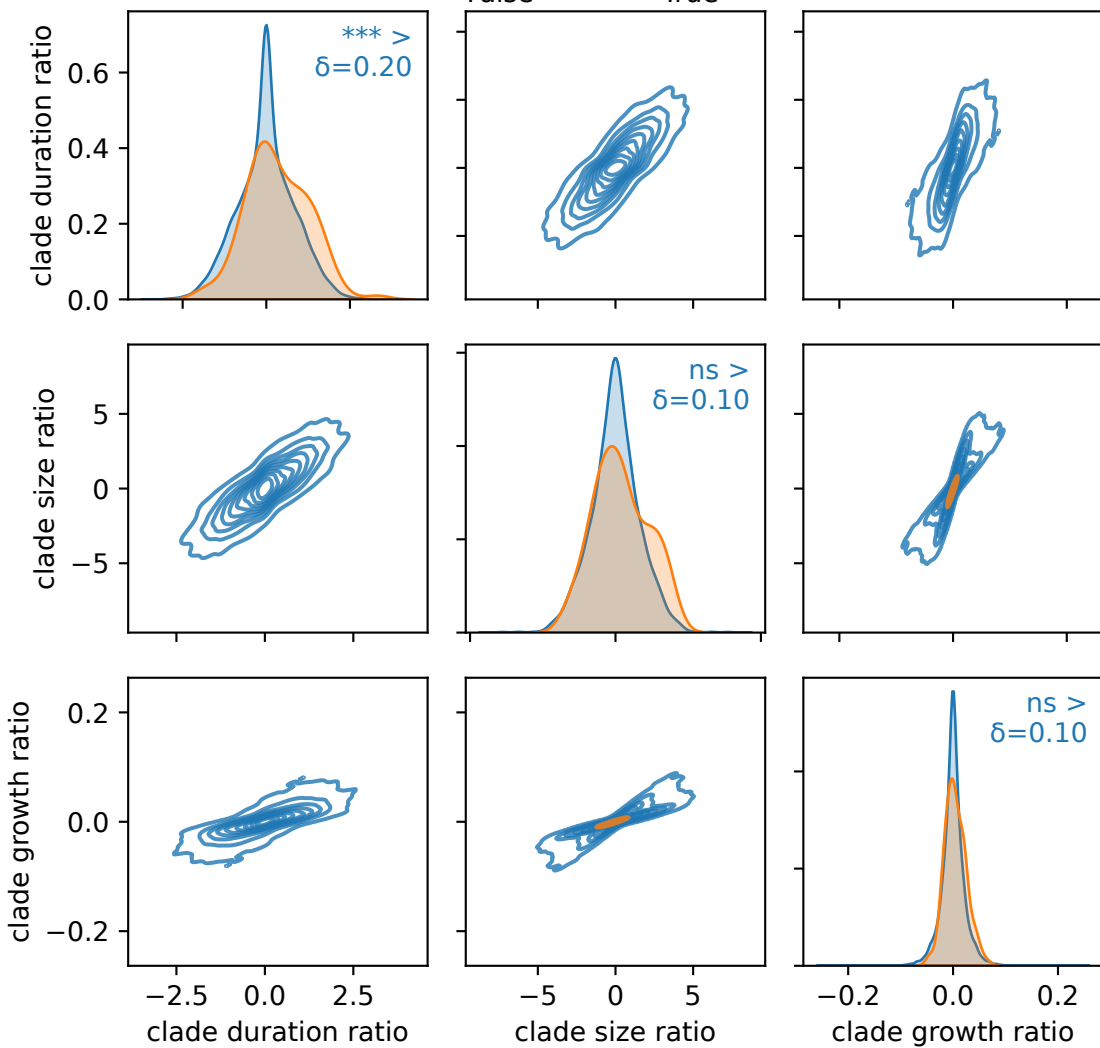 clade duration ratio
0.6
0.4
0.2
0.0
*** >
δ=0.20
clade size ratio
5
0
−5
ns >
δ=0.10
clade growth ratio
0.2
0.0
−0.2
ns >
δ=0.10
−2.5 0.0 2.5
−5 0 5
−0.2 0.0 0.2
clade duration ratio
clade size ratio
clade growth ratio